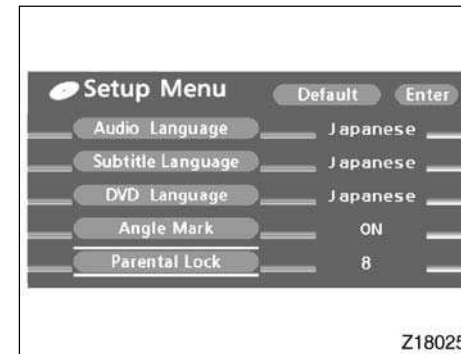 Setup Menu Default Enter
Audio Language Japanese
Subtitle Language Japanese
DVD Language Japanese
Angle Mark ON
Parental Lock 8
Z18025